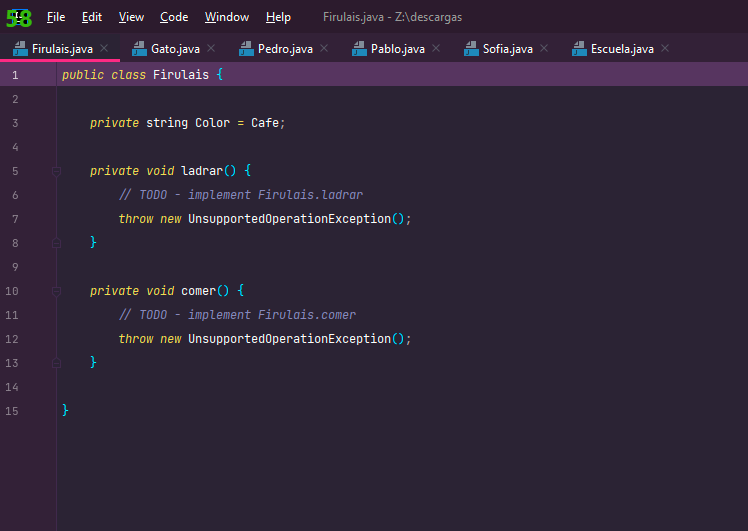 58 File Edit View Code Window Help Firulais.java - Z:\descargas
Firulais.java Gato.java Pedro.java Pablo.java Sofia.java Escuela.java
1 public class Firulais {
2
3 private string Color = Cafe;
4
5 private void ladrar() {
6 // TODO - implement Firulais.ladrar
7 throw new UnsupportedOperationException();
8 }
9
10 private void comer() {
11 // TODO - implement Firulais.comer
12 throw new UnsupportedOperationException();
13 }
14
15 }